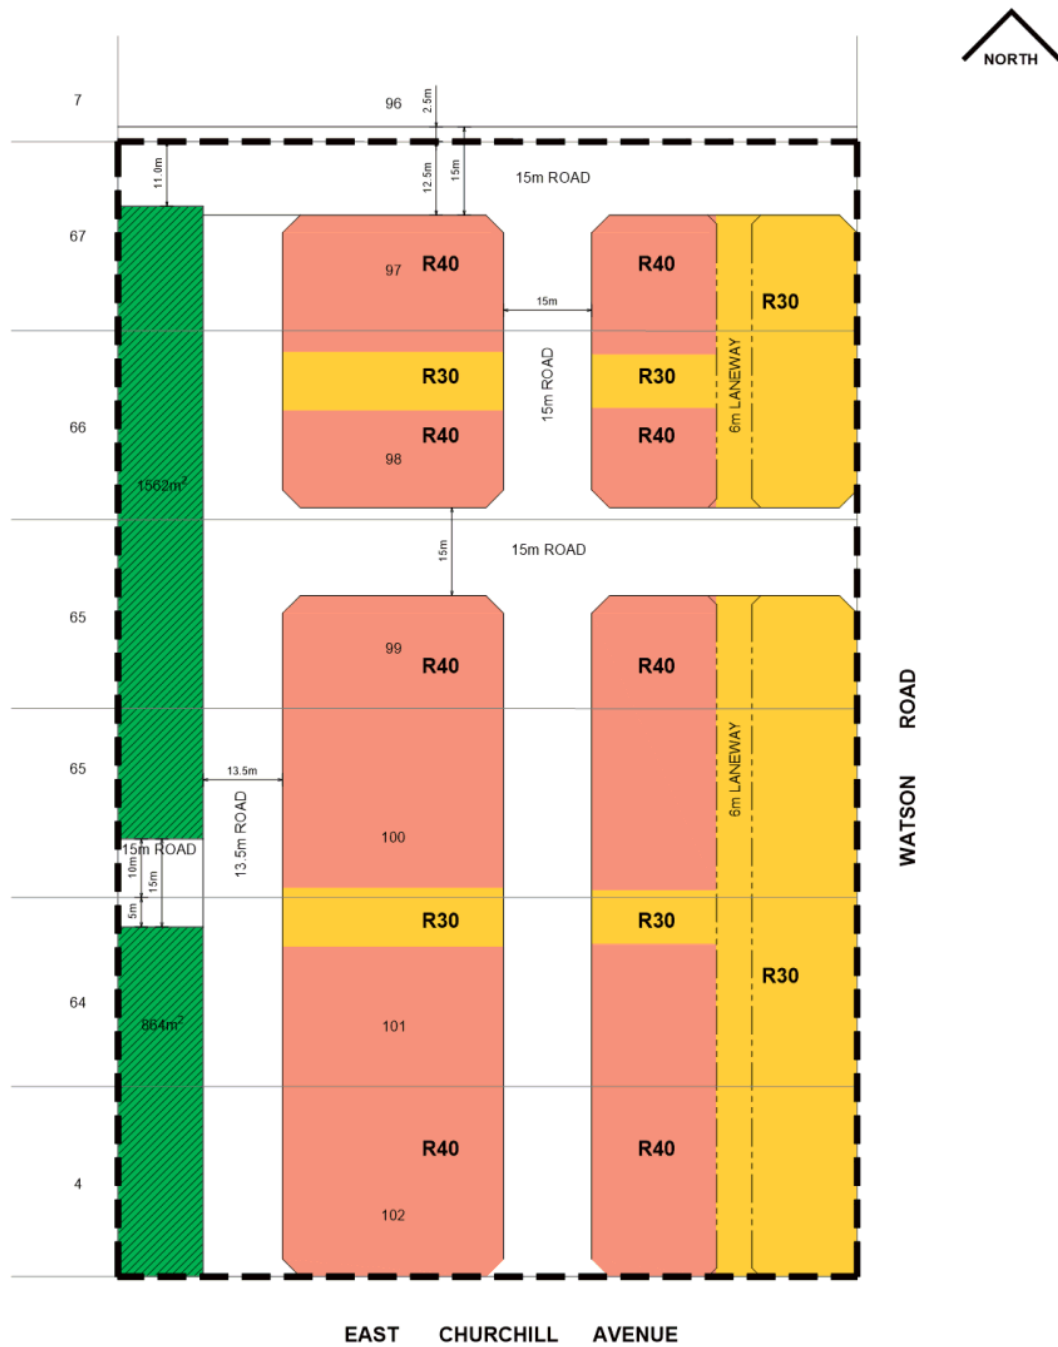 NORTH
7
96
2.5m
11.0m
12.5m
15m
15m ROAD
67
97
R40
R40
R30
15m
66
R30
R30
15m ROAD
6m LANEWAY
R40
R40
98
1562m²
15m
15m ROAD
65
99
R40
R40
WATSON ROAD
65
13.5m
13.5m ROAD
6m LANEWAY
100
15m ROAD
10m
15m
5m
R30
R30
R30
64
864m²
101
R40
R40
4
102
EAST CHURCHILL AVENUE